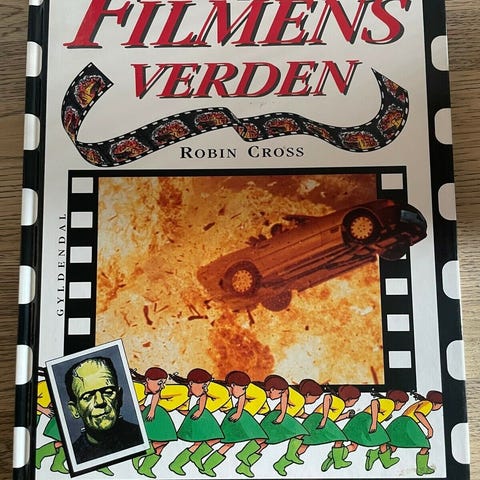 FILMENS
VERDEN
ROBIN CROSS
GYLDENDAL